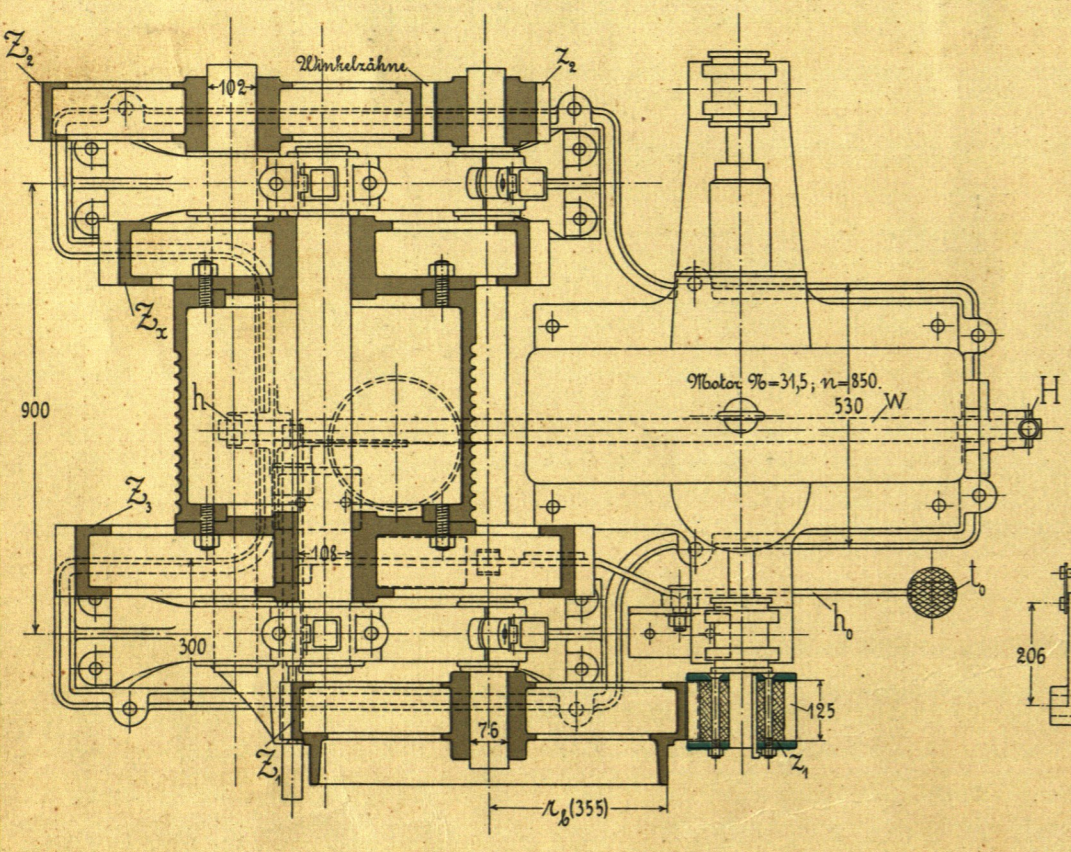 Z₂
Winkelzähne
z₂
102
Zₓ
Motor N=31,5; n=850.
h
530
W
H
900
Z₃
108
t₀
h₀
300
206
125
76
Z₁
z₁
r_b(355)